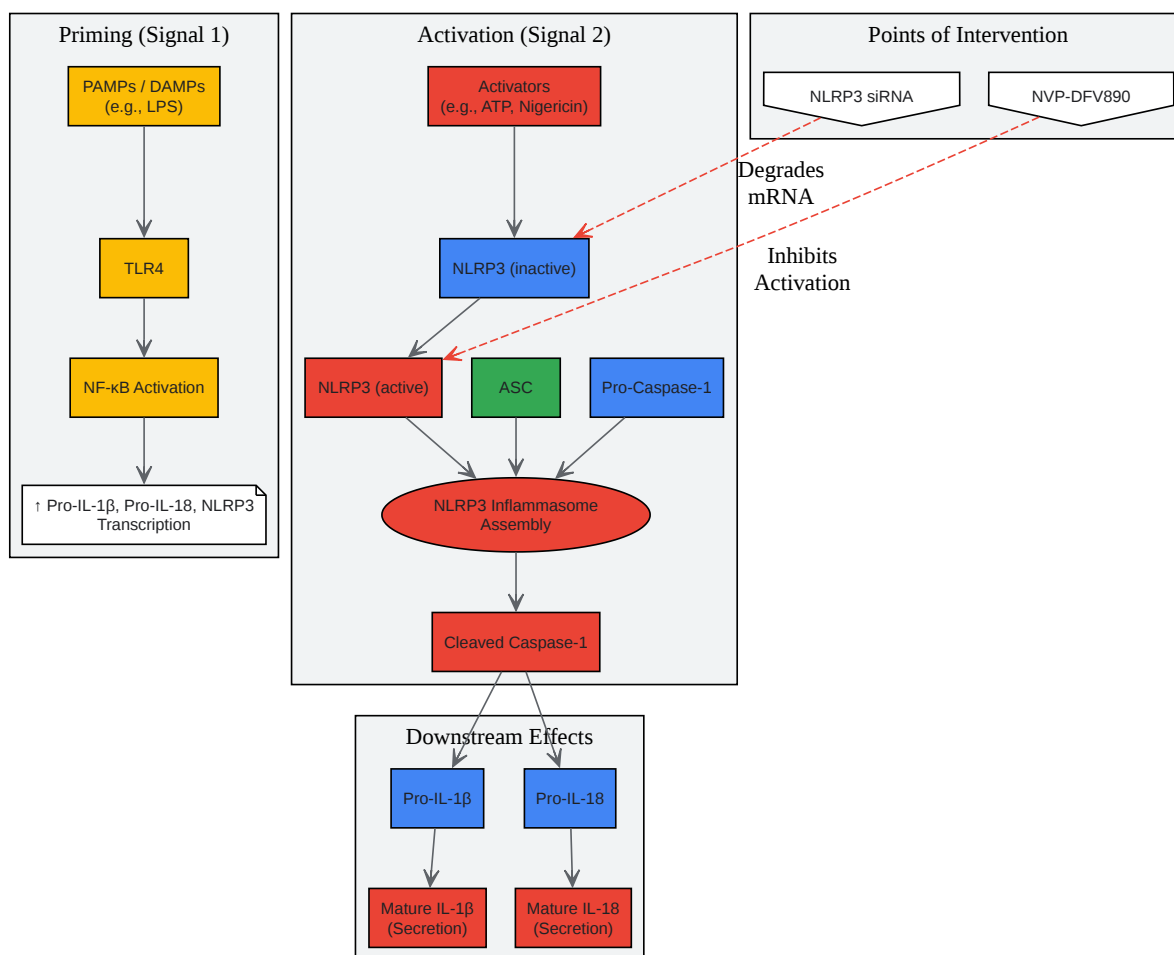 Priming (Signal 1)
PAMPs / DAMPs
(e.g., LPS)
TLR4
NF-κB Activation
↑ Pro-IL-1β, Pro-IL-18, NLRP3
Transcription
Activation (Signal 2)
Activators
(e.g., ATP, Nigericin)
NLRP3 (inactive)
NLRP3 (active)
ASC
Pro-Caspase-1
NLRP3 Inflammasome
Assembly
Cleaved Caspase-1
Points of Intervention
NLRP3 siRNA
NVP-DFV890
Degrades
mRNA
Inhibits
Activation
Downstream Effects
Pro-IL-1β
Pro-IL-18
Mature IL-1β
(Secretion)
Mature IL-18
(Secretion)